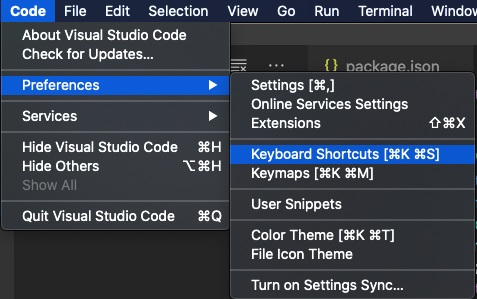 Code File Edit Selection View Go Run Terminal Window
About Visual Studio Code
Check for Updates...
Preferences
Services
Hide Visual Studio Code ⌘H
Hide Others ⌥⌘H
Show All
Quit Visual Studio Code ⌘Q
{} package.json
Settings [⌘,]
Online Services Settings
Extensions ⇧⌘X
Keyboard Shortcuts [⌘K ⌘S]
Keymaps [⌘K ⌘M]
User Snippets
Color Theme [⌘K ⌘T]
File Icon Theme
Turn on Settings Sync...